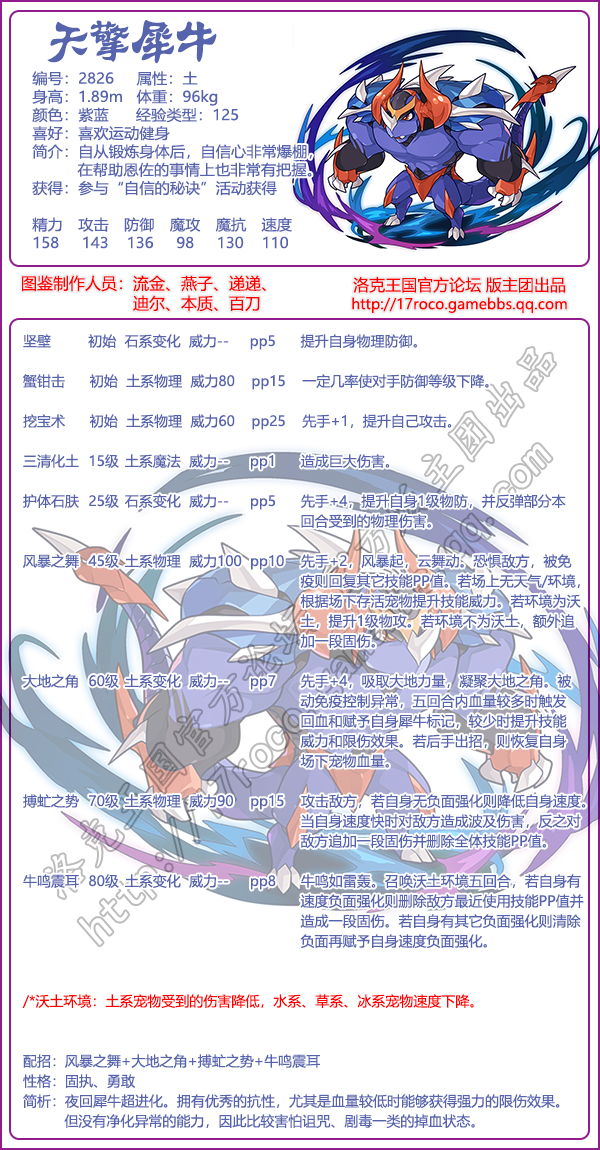 天擎犀牛
编号：2826 属性：土
身高：1.89m 体重：96kg
颜色：紫蓝 经验类型：125
喜好：喜欢运动健身
简介：自从锻炼身体后，自信心非常爆棚，
在帮助恩佐的事情上也非常有把握。
获得：参与“自信的秘诀”活动获得
精力 攻击 防御 魔攻 魔抗 速度
158 143 136 98 130 110
图鉴制作人员：流金、燕子、递递、
迪尔、本质、百刀
洛克王国官方论坛 版主团出品
http://17roco.gamebbs.qq.com
坚壁 初始 石系变化 威力-- pp5 提升自身物理防御。
蟹钳击 初始 土系物理 威力80 pp15 一定几率使对手防御等级下降。
挖宝术 初始 土系物理 威力60 pp25 先手+1，提升自己攻击。
三清化土 15级 土系魔法 威力-- pp1 造成巨大伤害。
护体石肤 25级 石系变化 威力-- pp5 先手+4，提升自身1级物防，并反弹部分本
回合受到的物理伤害。
风暴之舞 45级 土系物理 威力100 pp10 先手+2，风暴起，云舞动，恐惧敌方，被免
疫则回复其它技能PP值。若场上无天气/环境，
根据场下存活宠物提升技能威力。若环境为沃
土，提升1级物攻。若环境不为沃土，额外追
加一段固伤。
大地之角 60级 土系变化 威力-- pp7 先手+4，吸取大地力量，凝聚大地之角。被
动免疫控制异常，五回合内血量较多时触发
回血和赋予自身犀牛标记，较少时提升技能
威力和限伤效果。若后手出招，则恢复自身
场下宠物血量。
搏虻之势 70级 土系物理 威力90 pp15 攻击敌方，若自身无负面强化则降低自身速度。
当自身速度快时对敌方造成波及伤害，反之对
敌方追加一段固伤并删除全体技能PP值。
牛鸣震耳 80级 土系变化 威力-- pp8 牛鸣如雷轰。召唤沃土环境五回合，若自身有
速度负面强化则删除敌方最近使用技能PP值并
造成一段固伤。若自身有其它负面强化则清除
负面再赋予自身速度负面强化。
/*沃土环境：土系宠物受到的伤害降低，水系、草系、冰系宠物速度下降。
配招：风暴之舞+大地之角+搏虻之势+牛鸣震耳
性格：固执、勇敢
简析：夜回犀牛超进化。拥有优秀的抗性，尤其是血量较低时能够获得强力的限伤效果。
但没有净化异常的能力，因此比较害怕诅咒、剧毒一类的掉血状态。
洛克王国官方论坛版主团出品
http://17roco.gamebbs.qq.com